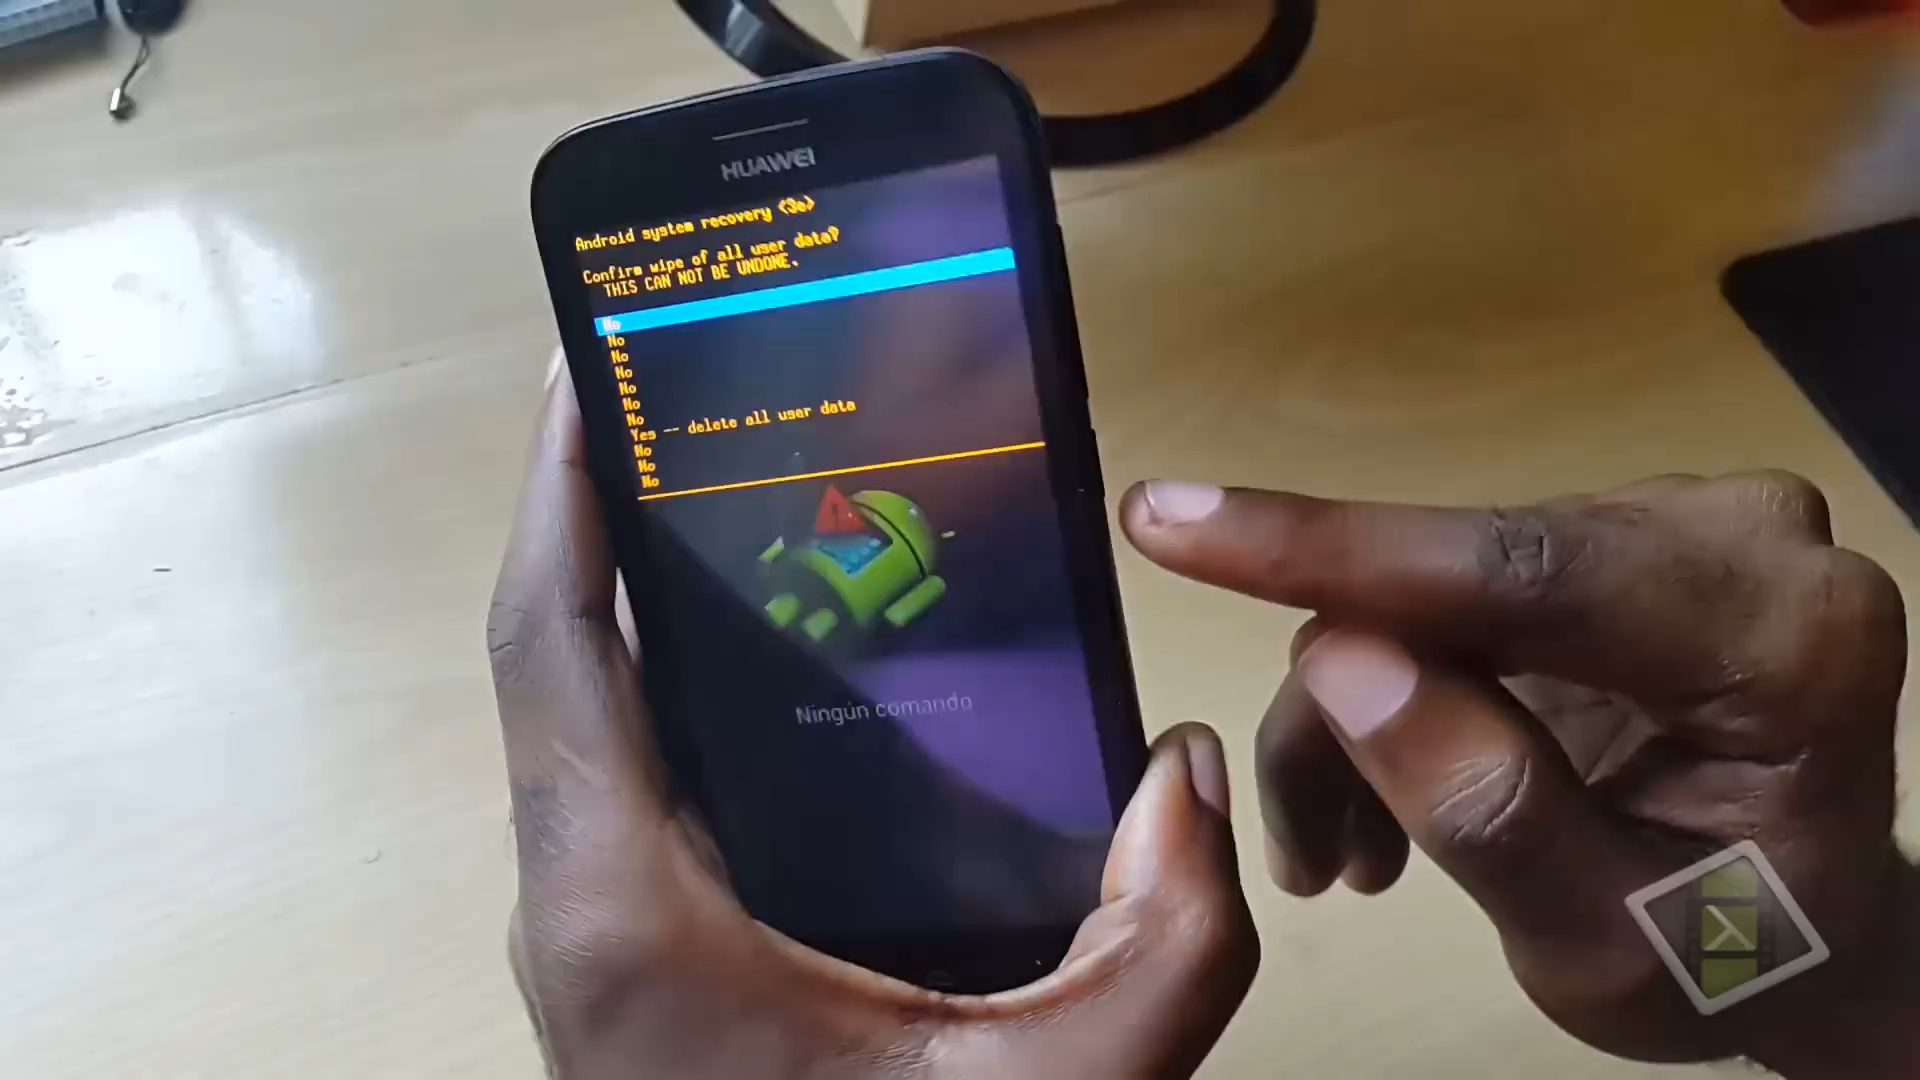 HUAWEI
Android system recovery <3e>
Confirm wipe of all user data?
THIS CAN NOT BE UNDONE.
No
No
No
No
No
No
No
Yes -- delete all user data
No
No
No
Ningún comando